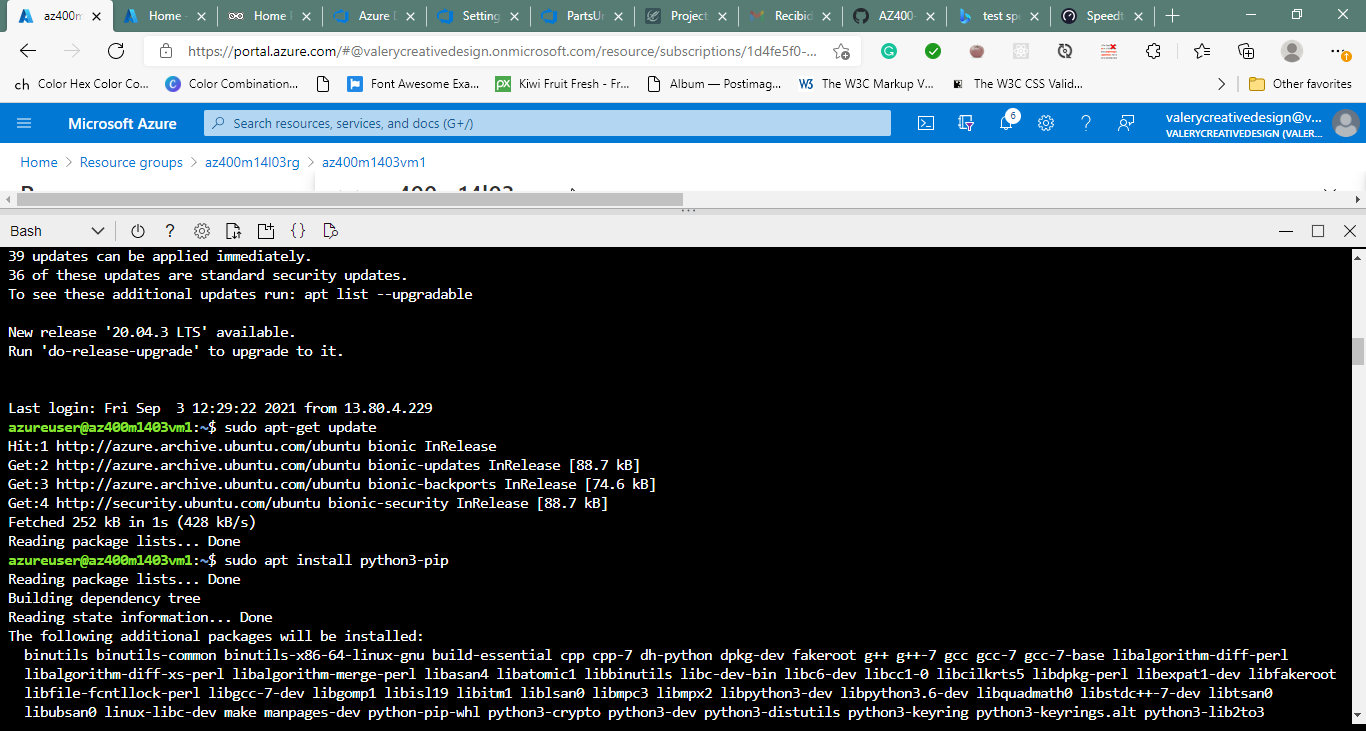 az400m
Home -
Home
Azure D
Setting
PartsUn
Project
Recibid
AZ400-
test sp
Speedt
https://portal.azure.com/#@valerycreativedesign.onmicrosoft.com/resource/subscriptions/1d4fe5f0-...
ch Color Hex Color Co...
C Color Combination...
Font Awesome Exa...
px Kiwi Fruit Fresh - Fr...
Album — Postimag...
W3 The W3C Markup V...
The W3C CSS Valid...
Other favorites
Microsoft Azure
Search resources, services, and docs (G+/)
6
valerycreativedesign@v...
VALERYCREATIVEDESIGN (VALER...
Home > Resource groups > az400m14l03rg > az400m1403vm1
Bash
39 updates can be applied immediately.
36 of these updates are standard security updates.
To see these additional updates run: apt list --upgradable
New release '20.04.3 LTS' available.
Run 'do-release-upgrade' to upgrade to it.
Last login: Fri Sep  3 12:29:22 2021 from 13.80.4.229
azureuser@az400m1403vm1:~$ sudo apt-get update
Hit:1 http://azure.archive.ubuntu.com/ubuntu bionic InRelease
Get:2 http://azure.archive.ubuntu.com/ubuntu bionic-updates InRelease [88.7 kB]
Get:3 http://azure.archive.ubuntu.com/ubuntu bionic-backports InRelease [74.6 kB]
Get:4 http://security.ubuntu.com/ubuntu bionic-security InRelease [88.7 kB]
Fetched 252 kB in 1s (428 kB/s)
Reading package lists... Done
azureuser@az400m1403vm1:~$ sudo apt install python3-pip
Reading package lists... Done
Building dependency tree
Reading state information... Done
The following additional packages will be installed:
binutils binutils-common binutils-x86-64-linux-gnu build-essential cpp cpp-7 dh-python dpkg-dev fakeroot g++ g++-7 gcc gcc-7 gcc-7-base libalgorithm-diff-perl
libalgorithm-diff-xs-perl libalgorithm-merge-perl libasan4 libatomic1 libbinutils libc-dev-bin libc6-dev libcc1-0 libcilkrts5 libdpkg-perl libexpat1-dev libfakeroot
libfile-fcntllock-perl libgcc-7-dev libgomp1 libisl19 libitm1 liblsan0 libmpc3 libmpx2 libpython3-dev libpython3.6-dev libquadmath0 libstdc++-7-dev libtsan0
libubsan0 linux-libc-dev make manpages-dev python-pip-whl python3-crypto python3-dev python3-distutils python3-keyring python3-keyrings.alt python3-lib2to3